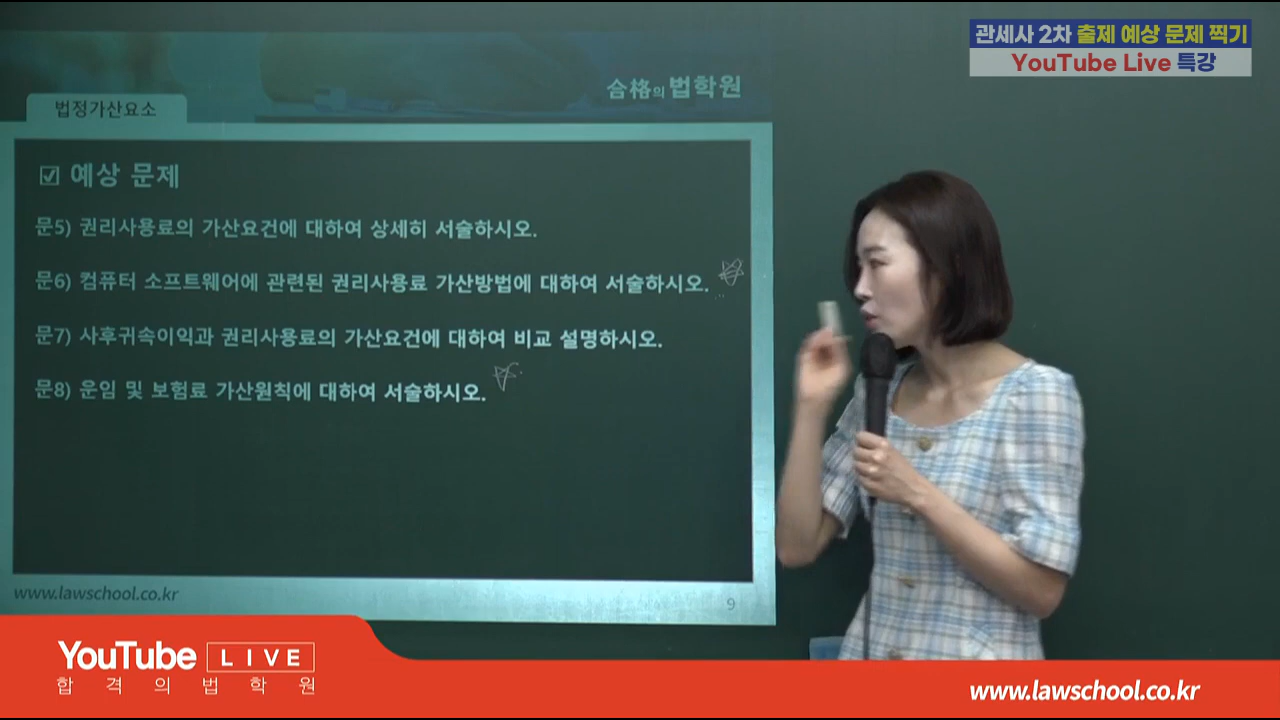 관세사 2차 출제 예상 문제 찍기
YouTube Live 특강
合格의 법학원
법정가산요소
☑ 예상 문제
문5) 권리사용료의 가산요건에 대하여 상세히 서술하시오.
문6) 컴퓨터 소프트웨어에 관련된 권리사용료 가산방법에 대하여 서술하시오.
문7) 사후귀속이익과 권리사용료의 가산요건에 대하여 비교 설명하시오.
문8) 운임 및 보험료 가산원칙에 대하여 서술하시오.
www.lawschool.co.kr
9
YouTube LIVE
합격의법학원
www.lawschool.co.kr